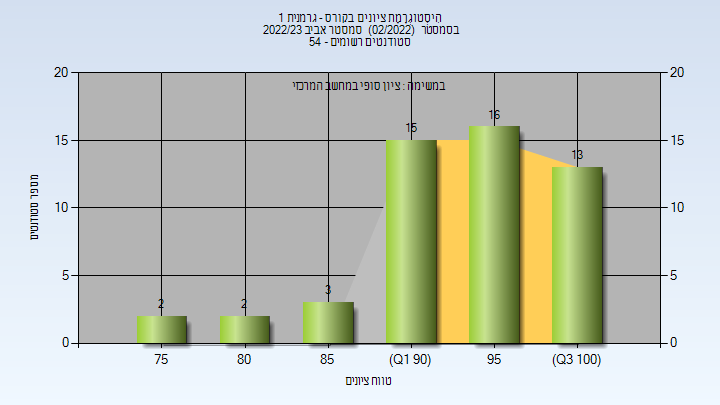 היסטוגרמת ציונים בקורס - גרמנית 1
בסמסטר (02/2022) סמסטר אביב 2022/23
סטודנטים רשומים - 54
במשימה : ציון סופי במחשב המרכזי
20
15
10
5
0
20
15
10
5
0
מספר סטודנטים
2
2
3
15
16
13
75
80
85
(Q1 90)
95
(Q3 100)
טווח ציונים